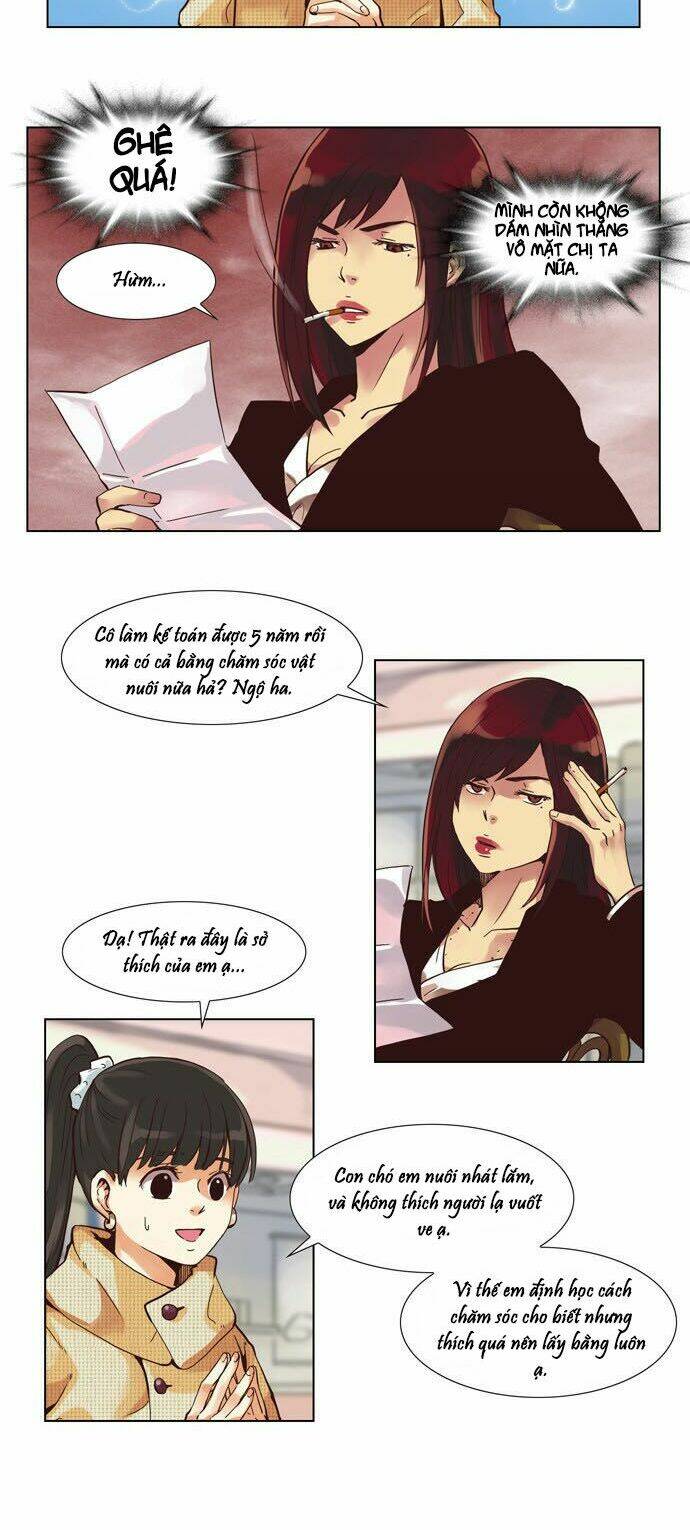 GHÊ
QUÁ!
MÌNH CÒN KHÔNG
DÁM NHÌN THẲNG
VÔ MẶT CHỊ TA
NỮA.
Hừm...
Cô làm kế toán được 5 năm rồi
mà có cả bằng chăm sóc vật
nuôi nữa hả? Ngộ ha.
Dạ! Thật ra đây là sở
thích của em ạ...
Con chó em nuôi nhát lắm,
và không thích người lạ vuốt
ve ạ.
Vì thế em định học cách
chăm sóc cho biết nhưng
thích quá nên lấy bằng luôn
ạ.